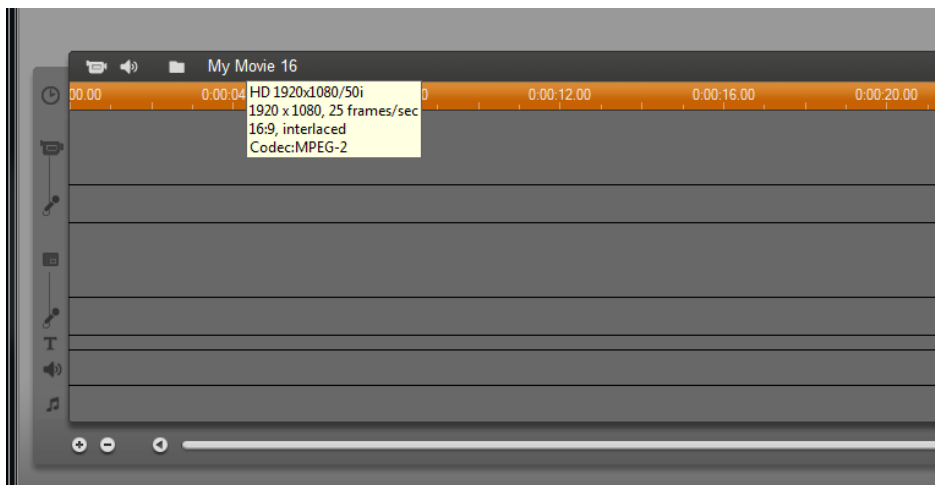 My Movie 16
00.00 0:00:04 0 0:00:12.00 0:00:16.00 0:00:20.00
HD 1920x1080/50i
1920 x 1080, 25 frames/sec
16:9, interlaced
Codec:MPEG-2
T